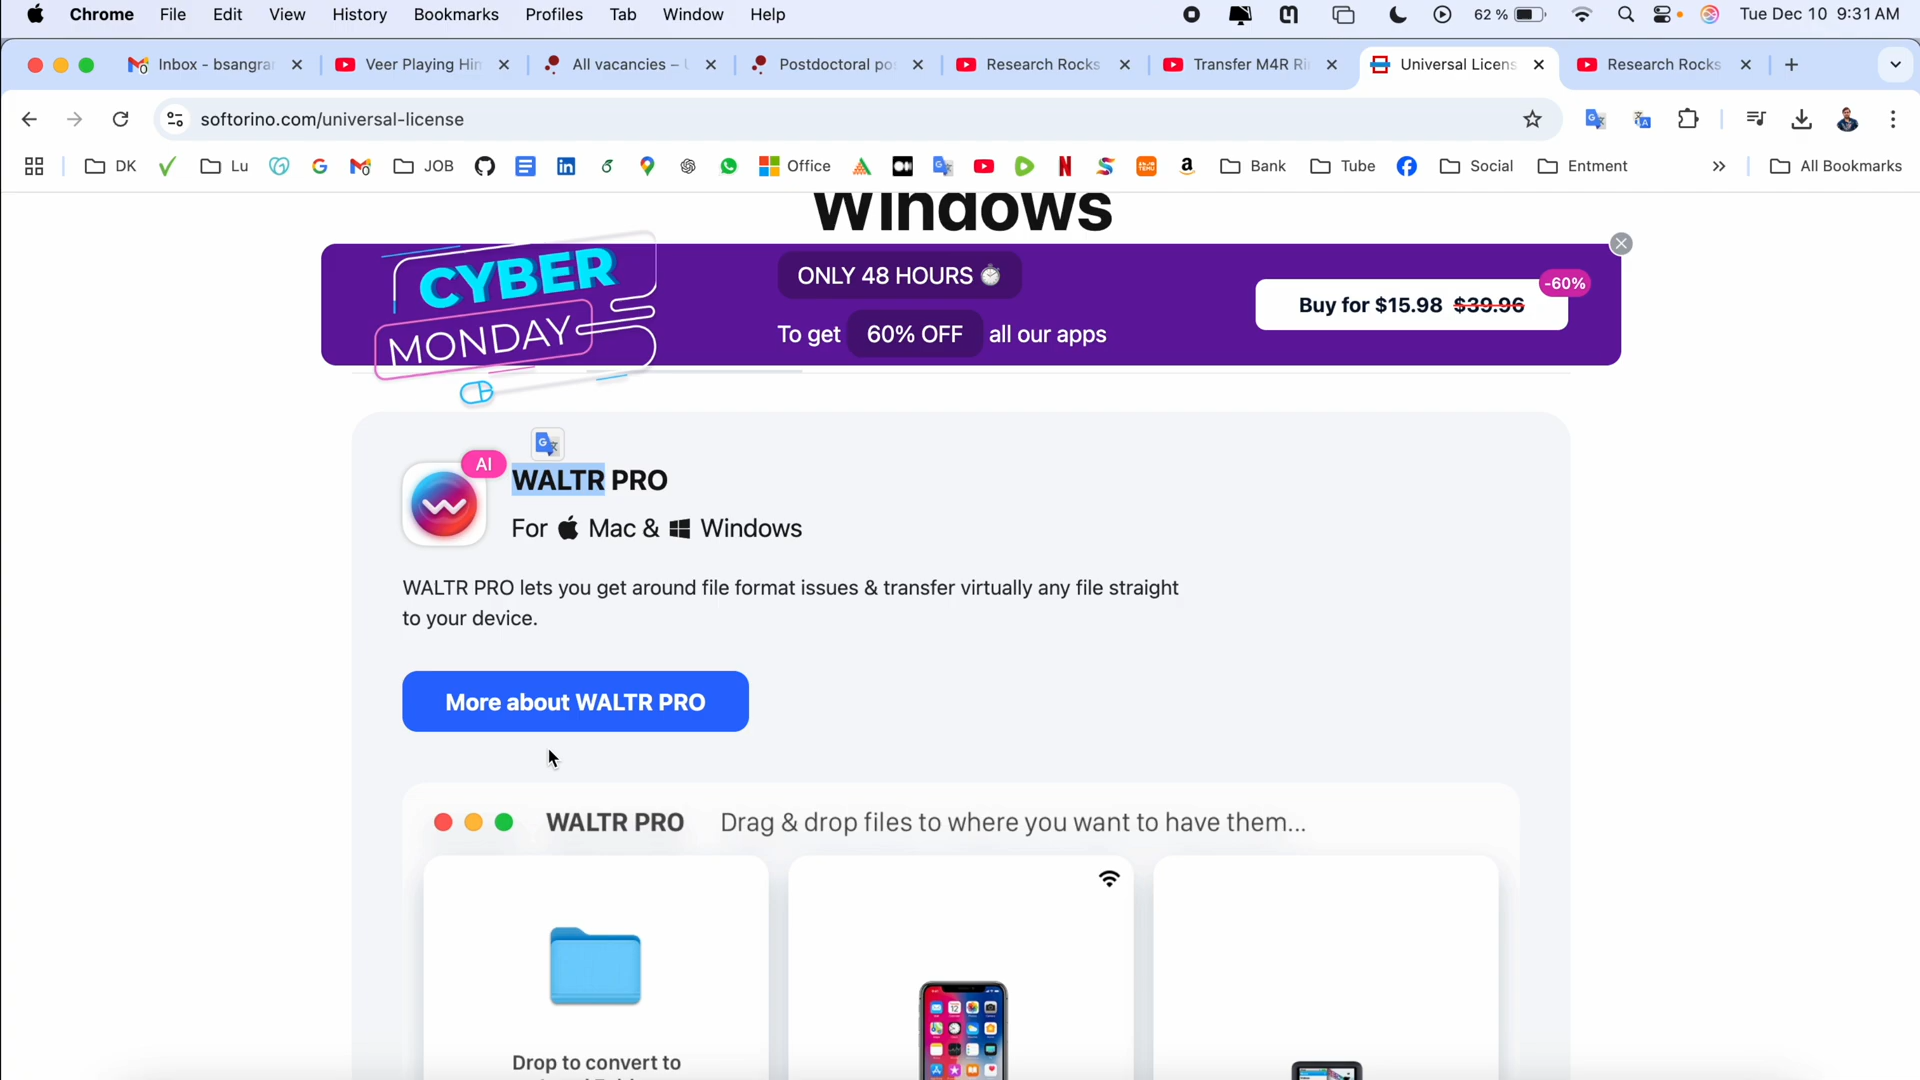 Chrome File Edit View History Bookmarks Profiles Tab Window Help 62 % Tue Dec 10 9:31 AM
Inbox - bsangra Veer Playing Hin All vacancies – Postdoctoral po Research Rocks Transfer M4R Ri Universal Licens Research Rocks
softorino.com/universal-license
DK Lu JOB Office Bank Tube Social Entment All Bookmarks
Windows
CYBER
MONDAY
ONLY 48 HOURS
To get 60% OFF all our apps
-60%
Buy for $15.98 $39.96
AI
WALTR PRO
For Mac & Windows
WALTR PRO lets you get around file format issues & transfer virtually any file straight
to your device.
More about WALTR PRO
WALTR PRO Drag & drop files to where you want to have them...
Drop to convert to